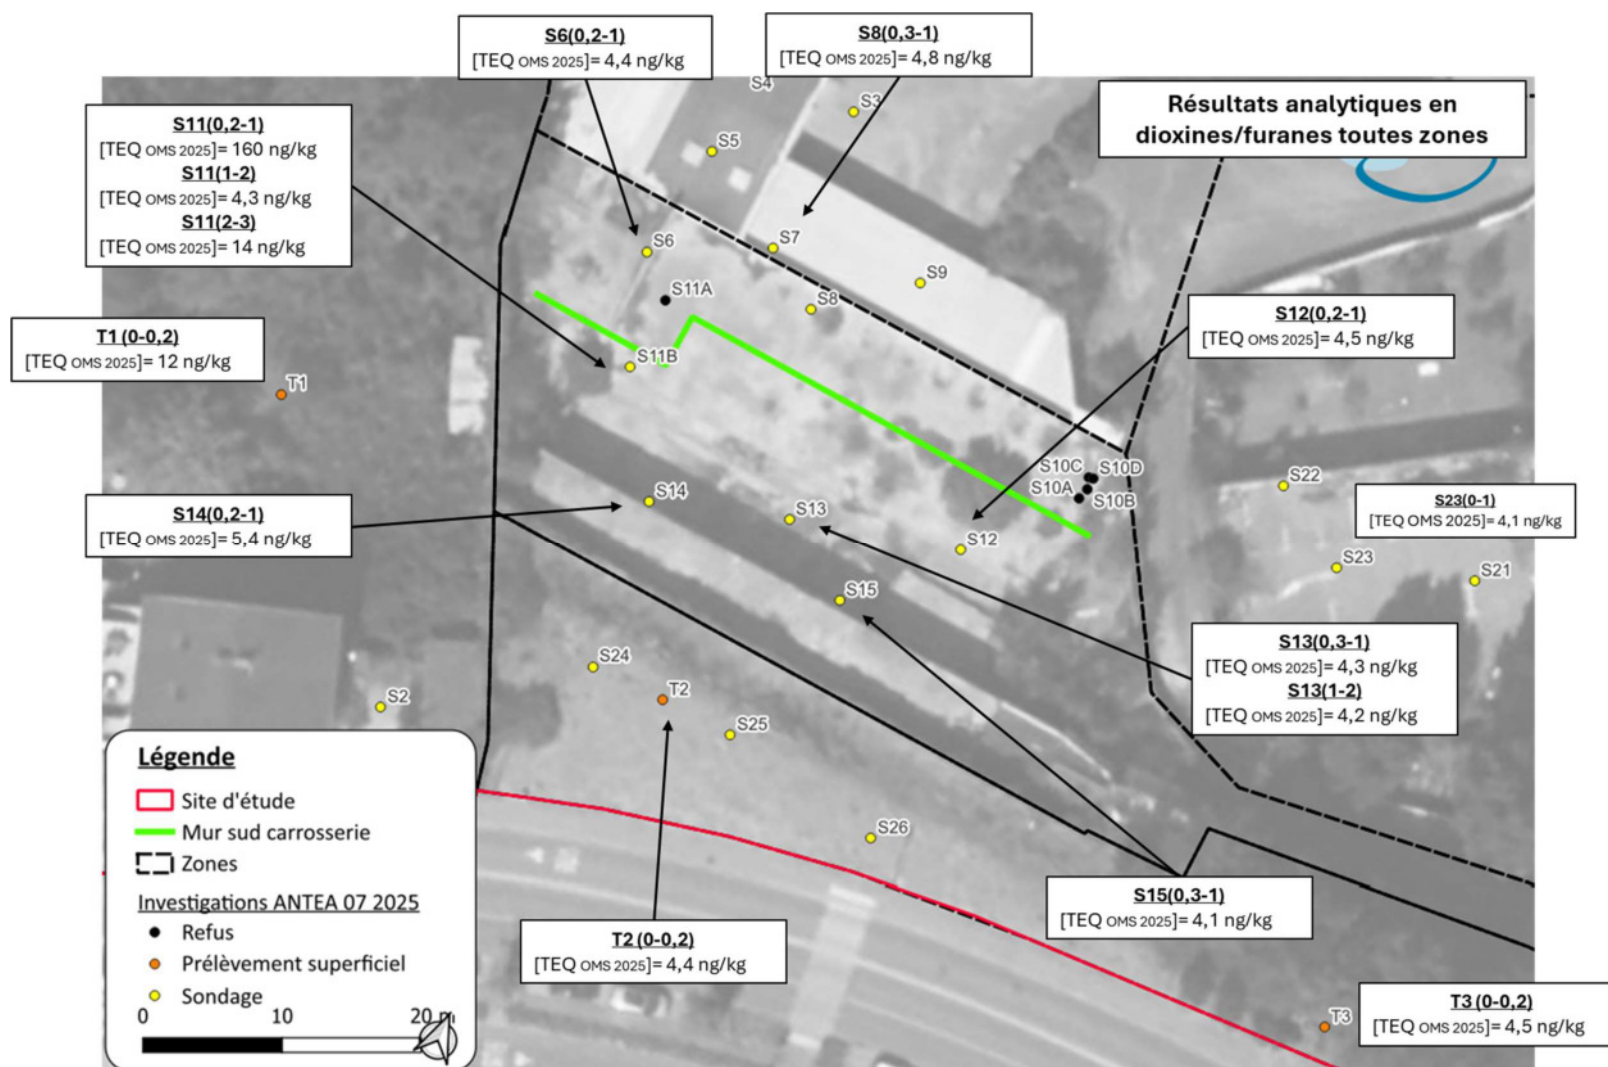 S6(0,2-1)
[TEQ OMS 2025]= 4,4 ng/kg
S8(0,3-1)
[TEQ OMS 2025]= 4,8 ng/kg
Résultats analytiques en
dioxines/furanes toutes zones
S11(0,2-1)
[TEQ OMS 2025]= 160 ng/kg
S11(1-2)
[TEQ OMS 2025]= 4,3 ng/kg
S11(2-3)
[TEQ OMS 2025]= 14 ng/kg
S4
S3
S5
S6
S7
S9
S11A
S8
S12(0,2-1)
[TEQ OMS 2025]= 4,5 ng/kg
T1 (0-0,2)
[TEQ OMS 2025]= 12 ng/kg
T1
S11B
S10C
S10D
S10A
S10B
S22
S23(0-1)
[TEQ OMS 2025]= 4,1 ng/kg
S14(0,2-1)
[TEQ OMS 2025]= 5,4 ng/kg
S14
S13
S12
S23
S21
S15
S13(0,3-1)
[TEQ OMS 2025]= 4,3 ng/kg
S13(1-2)
[TEQ OMS 2025]= 4,2 ng/kg
S24
T2
S2
S25
S26
S15(0,3-1)
[TEQ OMS 2025]= 4,1 ng/kg
T2 (0-0,2)
[TEQ OMS 2025]= 4,4 ng/kg
T3 (0-0,2)
[TEQ OMS 2025]= 4,5 ng/kg
T3
Légende
Site d'étude
Mur sud carrosserie
Zones
Investigations ANTEA 07 2025
Refus
Prélèvement superficiel
Sondage
0 10 20 m